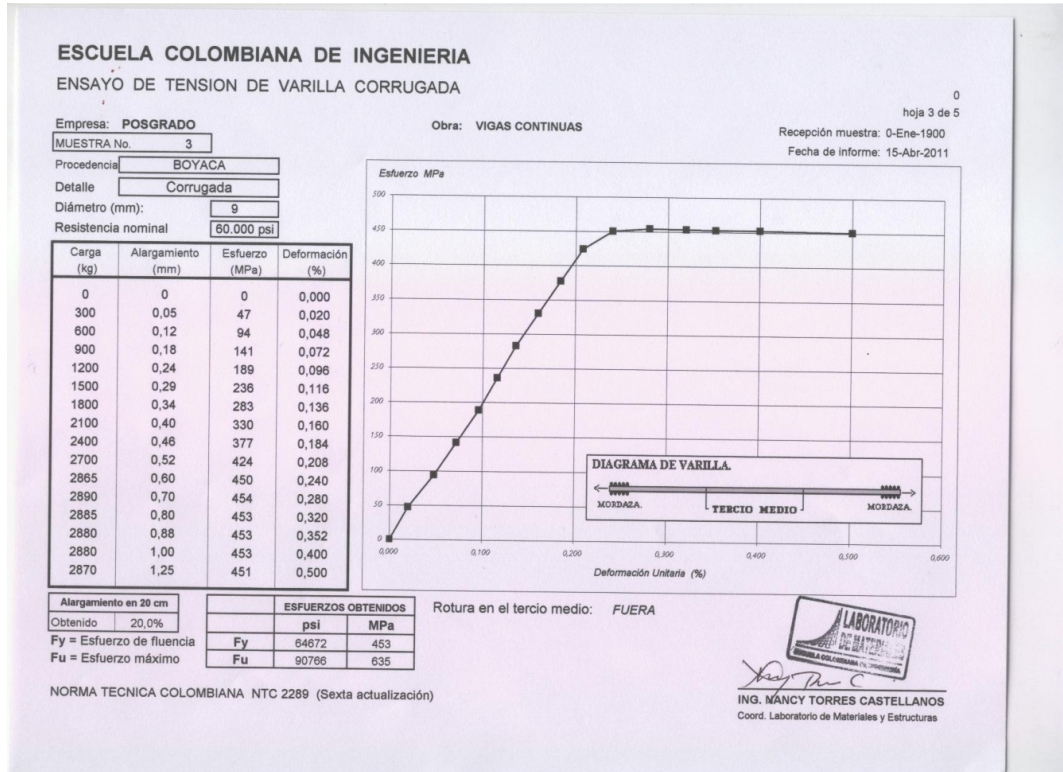 ESCUELA COLOMBIANA DE INGENIERIA
ENSAYO DE TENSION DE VARILLA CORRUGADA
0
hoja 3 de 5
Empresa: POSGRADO
Obra: VIGAS CONTINUAS
Recepción muestra: 0-Ene-1900
MUESTRA No. 3
Fecha de informe: 15-Abr-2011
Procedencia BOYACA
Detalle Corrugada
Diámetro (mm): 9
Resistencia nominal 60.000 psi
Carga Alargamiento Esfuerzo Deformación
(kg) (mm) (MPa) (%)
0 0 0 0,000
300 0,05 47 0,020
600 0,12 94 0,048
900 0,18 141 0,072
1200 0,24 189 0,096
1500 0,29 236 0,116
1800 0,34 283 0,136
2100 0,40 330 0,160
2400 0,46 377 0,184
2700 0,52 424 0,208
2865 0,60 450 0,240
2890 0,70 454 0,280
2885 0,80 453 0,320
2880 0,88 453 0,352
2880 1,00 453 0,400
2870 1,25 451 0,500
Esfuerzo MPa
500
450
400
350
300
250
200
150
100
50
0
0,000 0,100 0,200 0,300 0,400 0,500 0,600
Deformación Unitaria (%)
DIAGRAMA DE VARILLA.
MORDAZA. TERCIO MEDIO MORDAZA.
Alargamiento en 20 cm
Obtenido 20,0%
Fy = Esfuerzo de fluencia
Fu = Esfuerzo máximo
ESFUERZOS OBTENIDOS
psi MPa
Fy 64672 453
Fu 90766 635
Rotura en el tercio medio: FUERA
LABORATORIO
DE MATERIALES
ESCUELA COLOMBIANA DE INGENIERIA
NORMA TECNICA COLOMBIANA NTC 2289 (Sexta actualización)
ING. NANCY TORRES CASTELLANOS
Coord. Laboratorio de Materiales y Estructuras